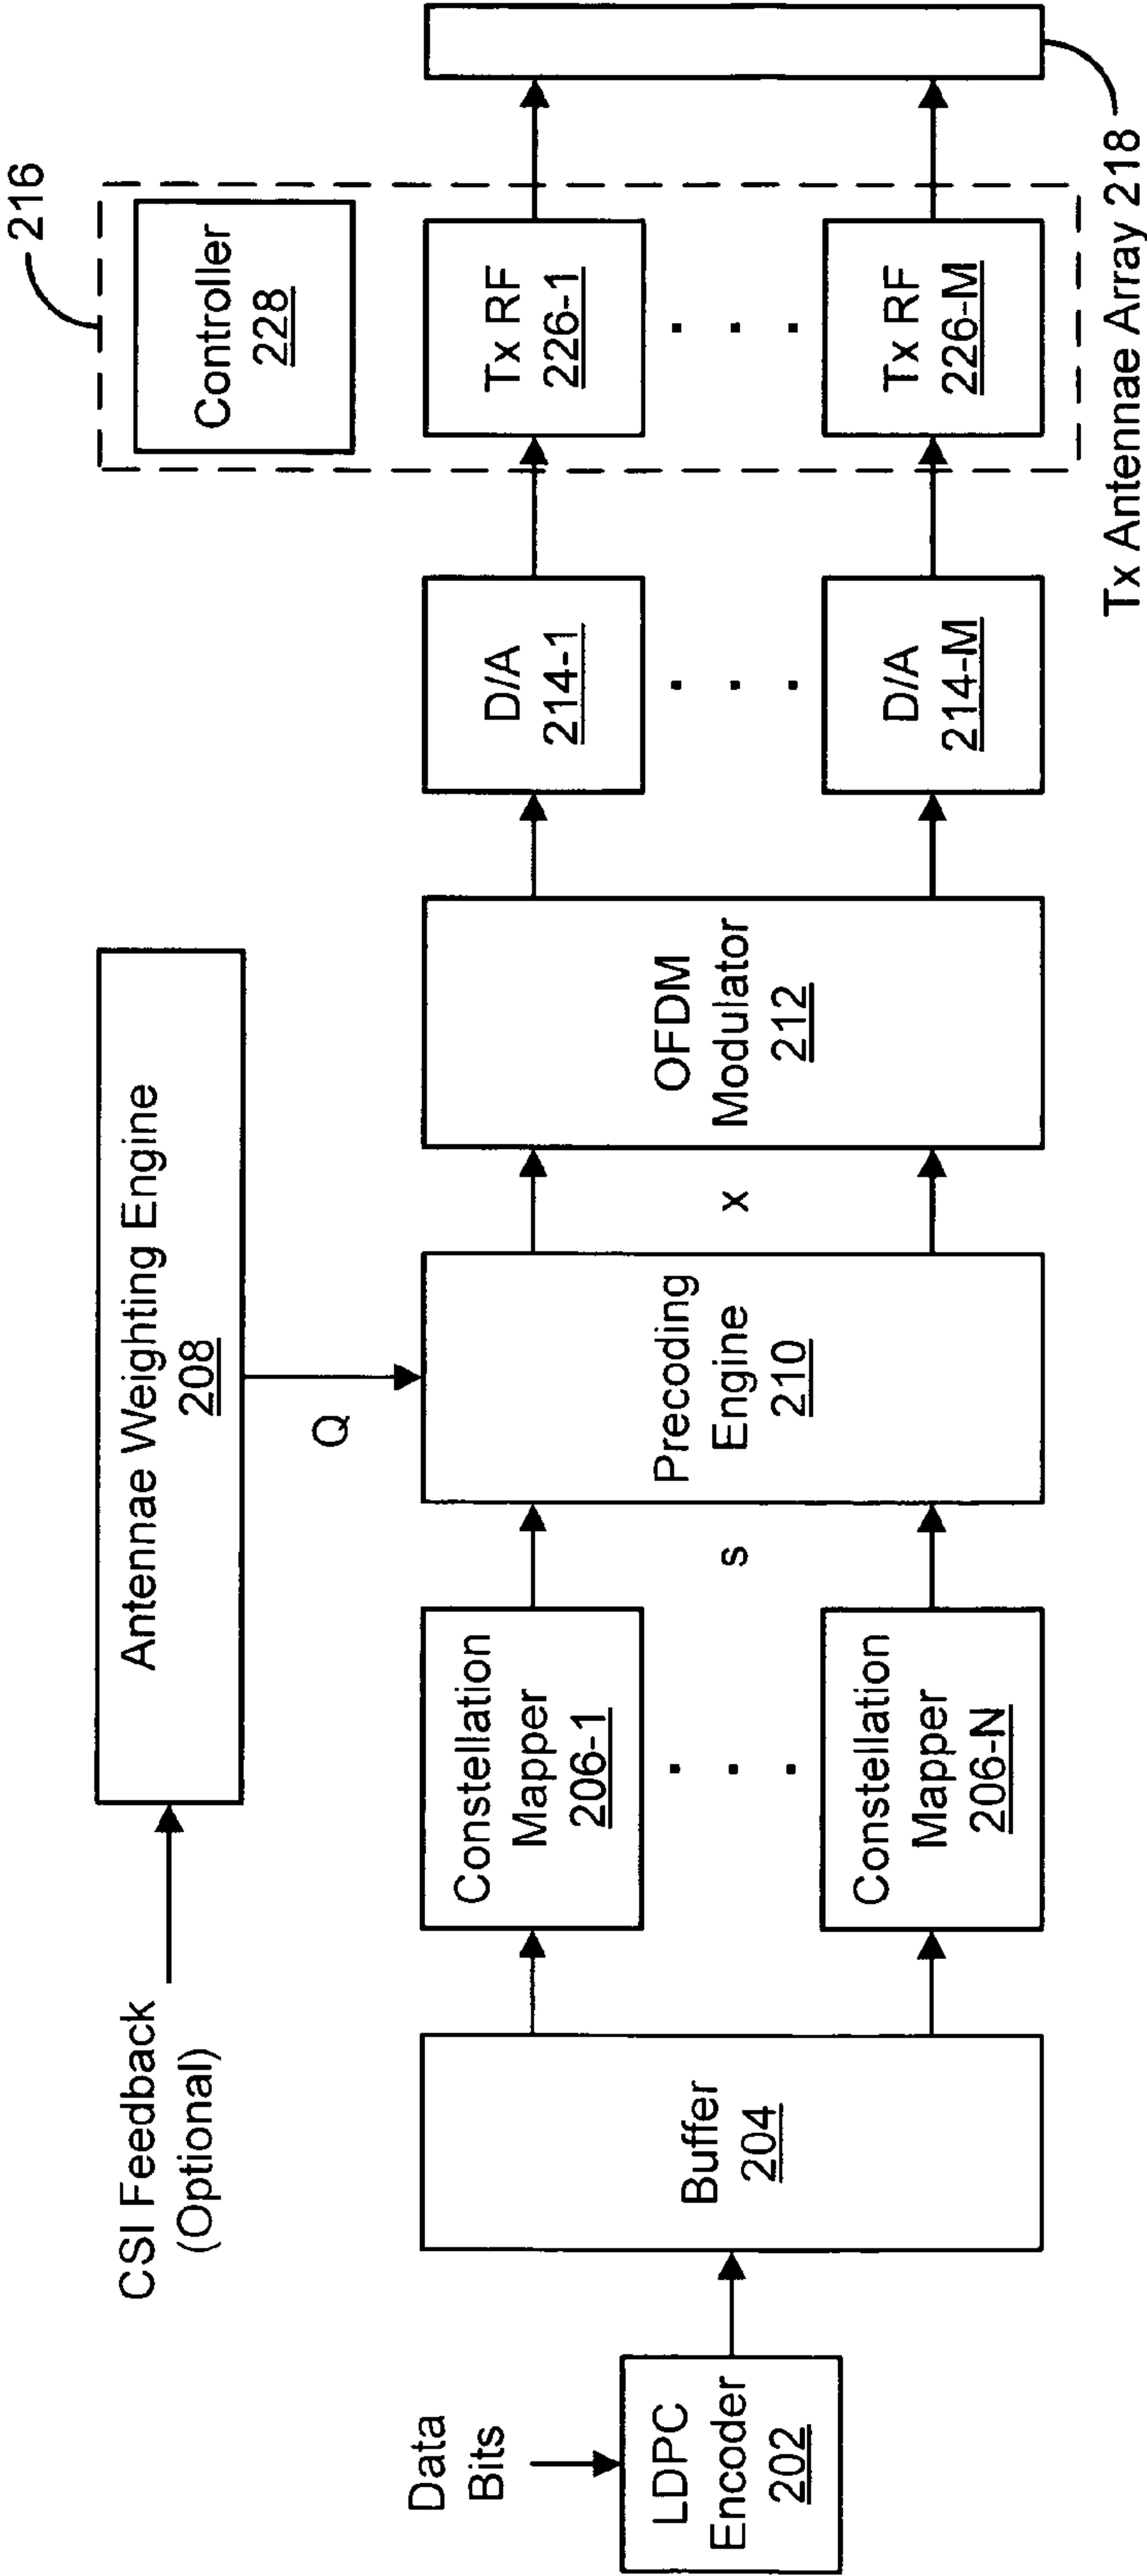 216
CSI Feedback
(Optional)
Antennae Weighting Engine
208
Controller
228
Q
Data
Bits
LDPC
Encoder
202
Buffer
204
Constellation
Mapper
206-1
Constellation
Mapper
206-N
s
Precoding
Engine
210
x
OFDM
Modulator
212
D/A
214-1
D/A
214-M
Tx RF
226-1
Tx RF
226-M
Tx Antennae Array 218